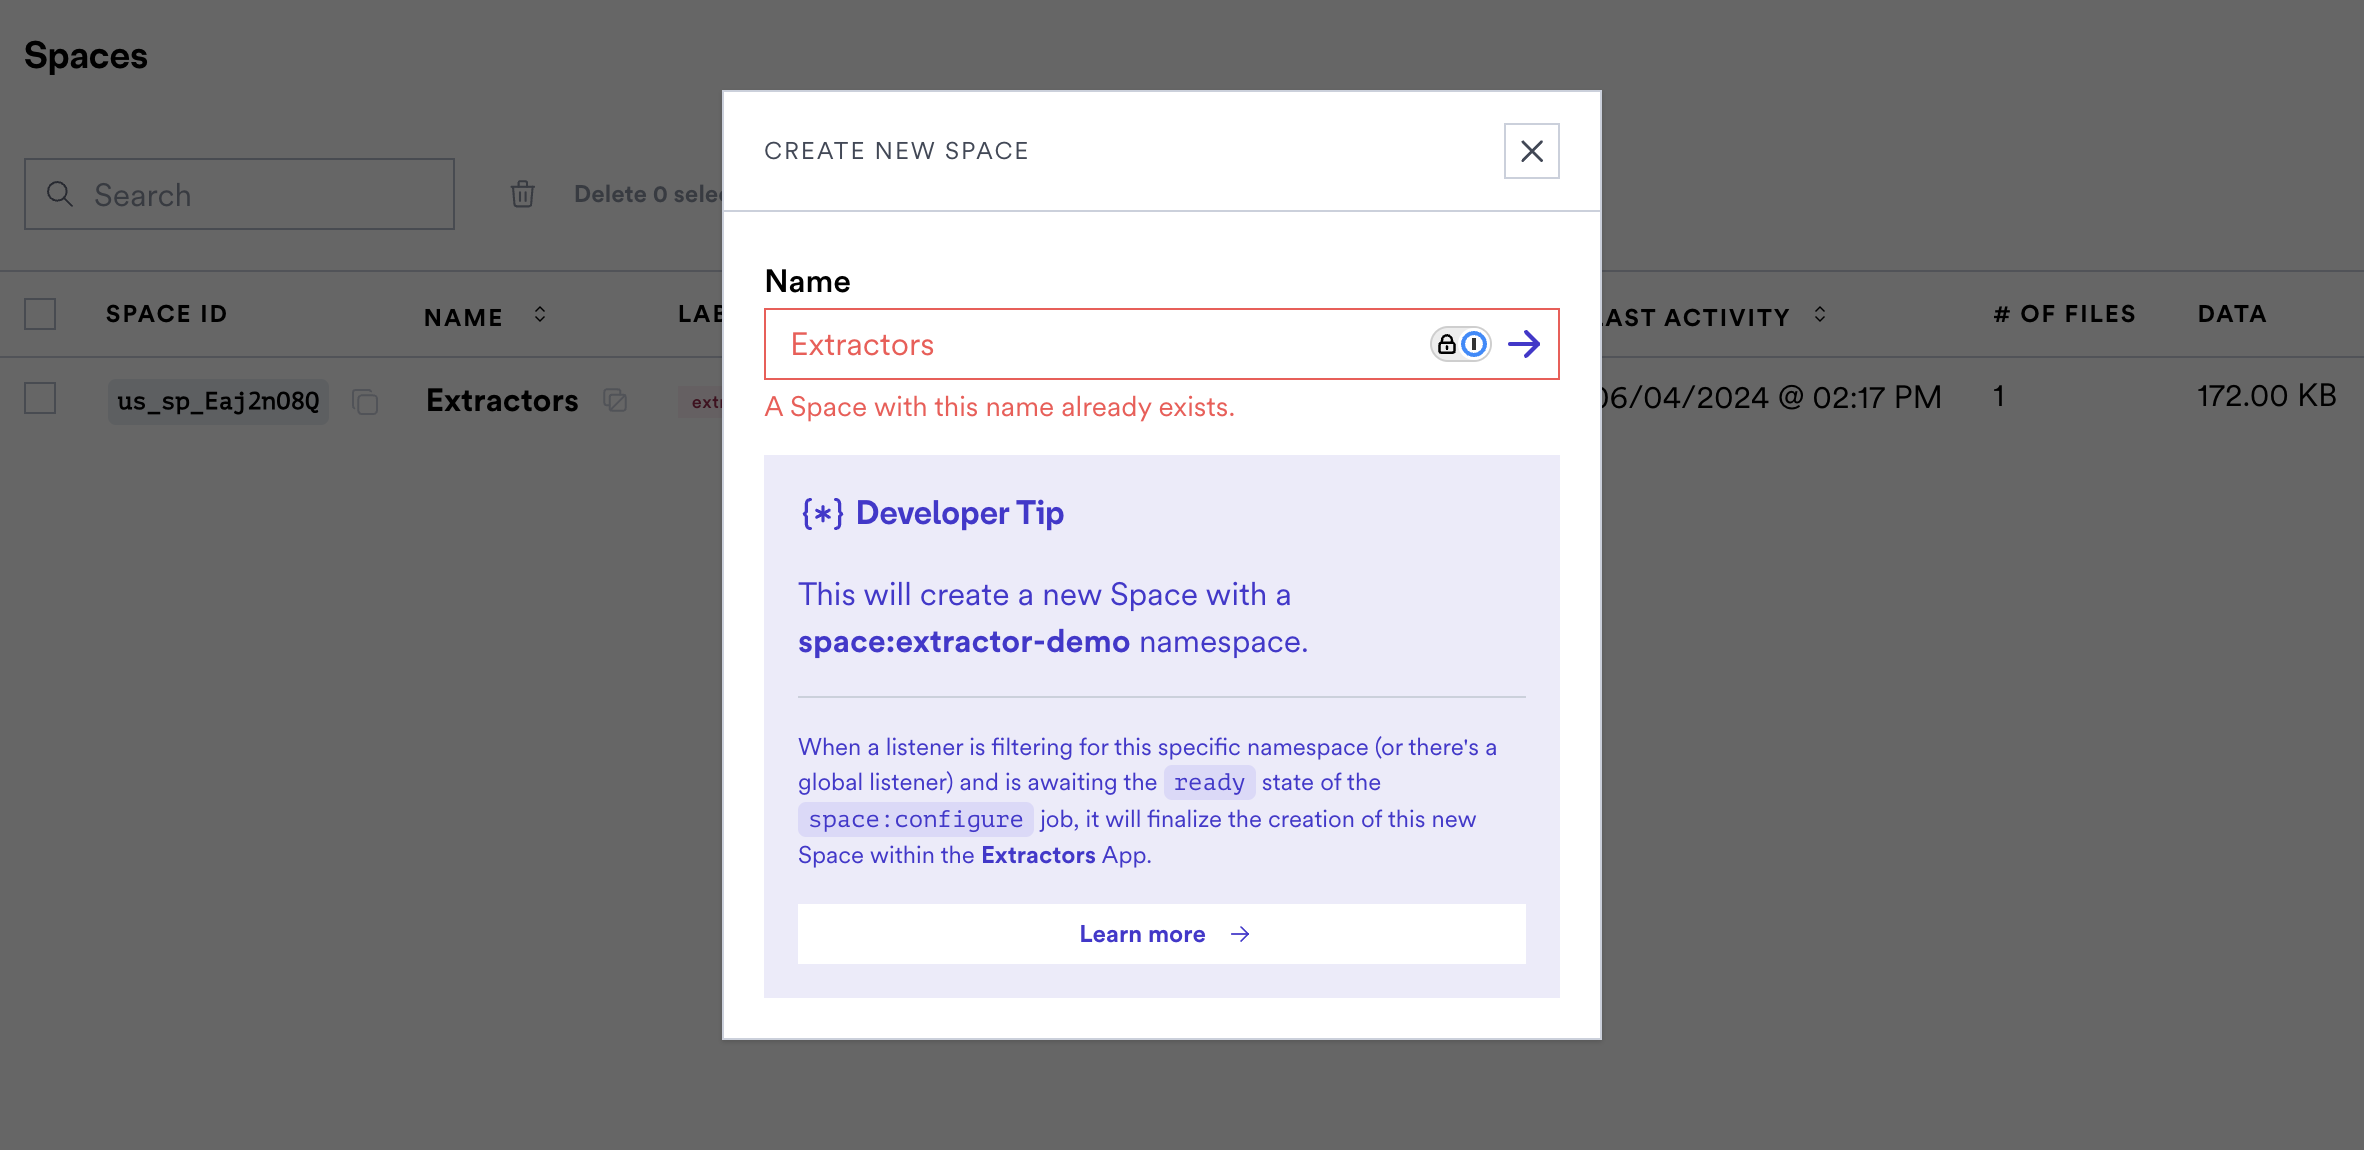 Spaces
Search
Delete 0
SPACE ID NAME LAST ACTIVITY # OF FILES DATA
us_sp_Eaj2n08Q Extractors 06/04/2024 @ 02:17 PM 1 172.00 KB
CREATE NEW SPACE
Name
Extractors
A Space with this name already exists.
{*} Developer Tip
This will create a new Space with a
space:extractor-demo namespace.
When a listener is filtering for this specific namespace (or there's a
global listener) and is awaiting the ready state of the
space:configure job, it will finalize the creation of this new
Space within the Extractors App.
Learn more